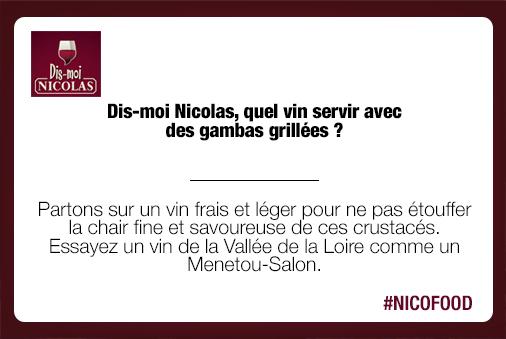 Dis-moi
NICOLAS
Dis-moi Nicolas, quel vin servir avec
des gambas grillées ?
Partons sur un vin frais et léger pour ne pas étouffer
la chair fine et savoureuse de ces crustacés.
Essayez un vin de la Vallée de la Loire comme un
Menetou-Salon.
#NICOFOOD